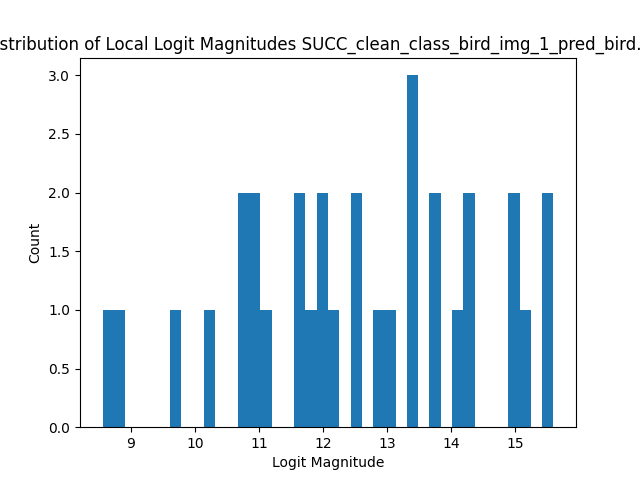 stribution of Local Logit Magnitudes SUCC_clean_class_bird_img_1_pred_bird.
3.0
2.5
2.0
1.5
1.0
0.5
0.0
Count
9 10 11 12 13 14 15
Logit Magnitude